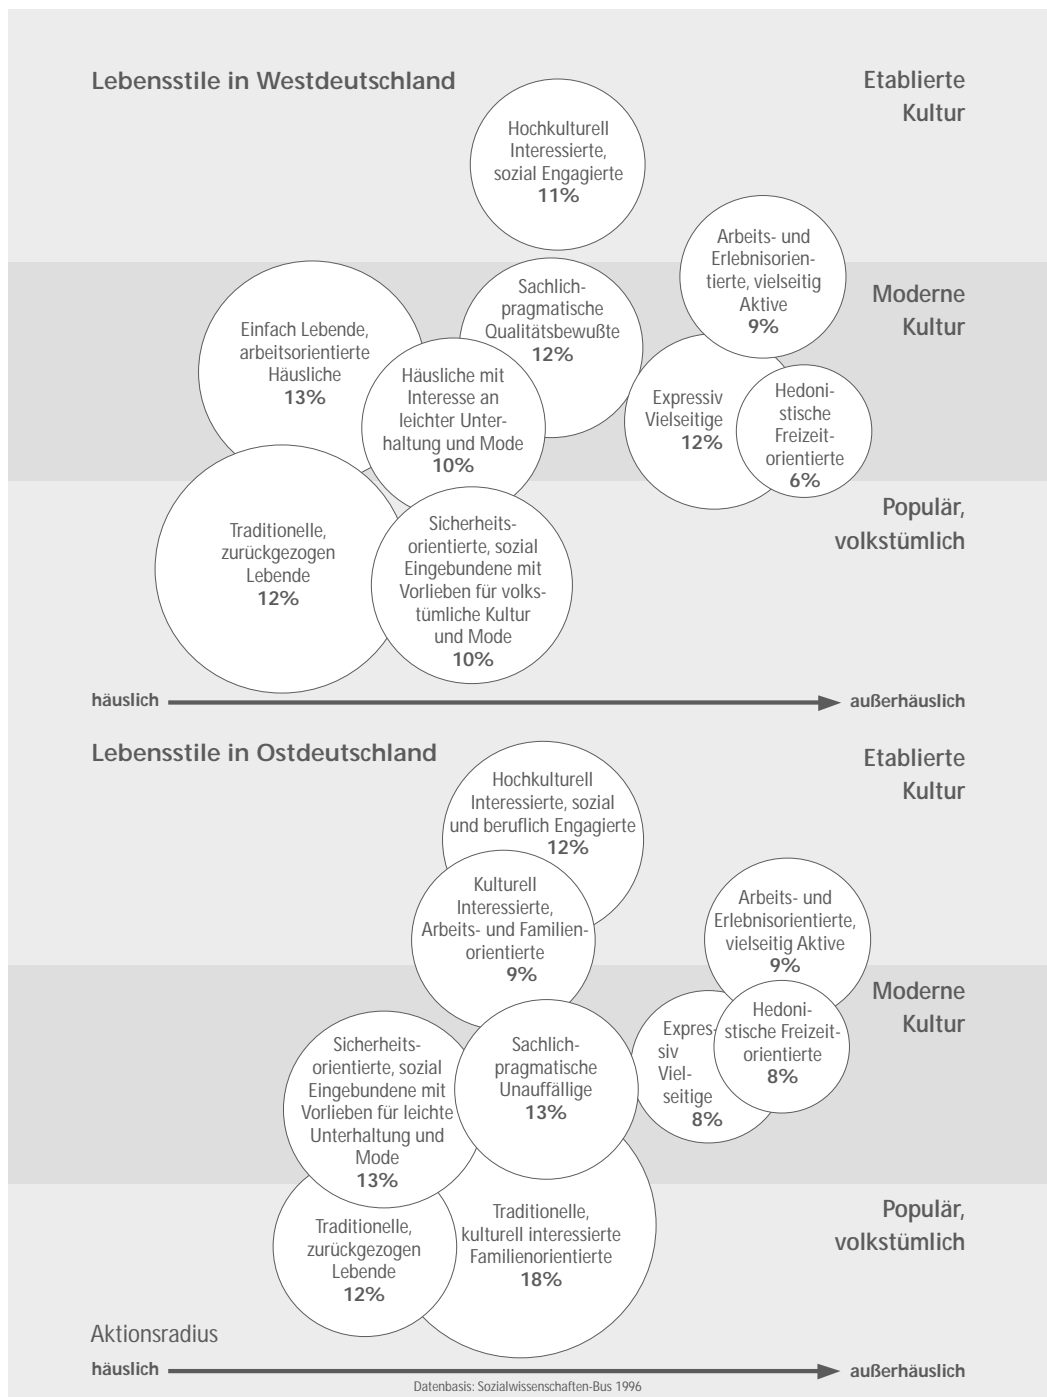 Lebensstile in Westdeutschland
Etablierte
Kultur
Hochkulturell
Interessierte,
sozial Engagierte
11%
Arbeits- und
Erlebnisorien-
tierte, vielseitig
Aktive
9%
Moderne
Kultur
Sachlich-
pragmatische
Qualitätsbewußte
12%
Einfach Lebende,
arbeitsorientierte
Häusliche
13%
Häusliche mit
Interesse an
leichter Unter-
haltung und Mode
10%
Expressiv
Vielseitige
12%
Hedoni-
stische
Freizeit-
orientierte
6%
Populär,
volkstümlich
Traditionelle,
zurückgezogen
Lebende
12%
Sicherheits-
orientierte, sozial
Eingebundene mit
Vorlieben für volks-
tümliche Kultur
und Mode
10%
häuslich
außerhäuslich
Lebensstile in Ostdeutschland
Etablierte
Kultur
Hochkulturell
Interessierte, sozial
und beruflich Engagierte
12%
Kulturell
Interessierte,
Arbeits- und Familien-
orientierte
9%
Arbeits- und
Erlebnisorientierte,
vielseitig Aktive
9%
Moderne
Kultur
Hedoni-
stische Freizeit-
orientierte
8%
Expres-
siv
Viel-
seitige
8%
Sicherheits-
orientierte, sozial
Eingebundene mit
Vorlieben für leichte
Unterhaltung und
Mode
13%
Sachlich-
pragmatische
Unauffällige
13%
Populär,
volkstümlich
Traditionelle,
zurückgezogen
Lebende
12%
Traditionelle,
kulturell interessierte
Familienorientierte
18%
Aktionsradius
häuslich
außerhäuslich
Datenbasis: Sozialwissenschaften-Bus 1996